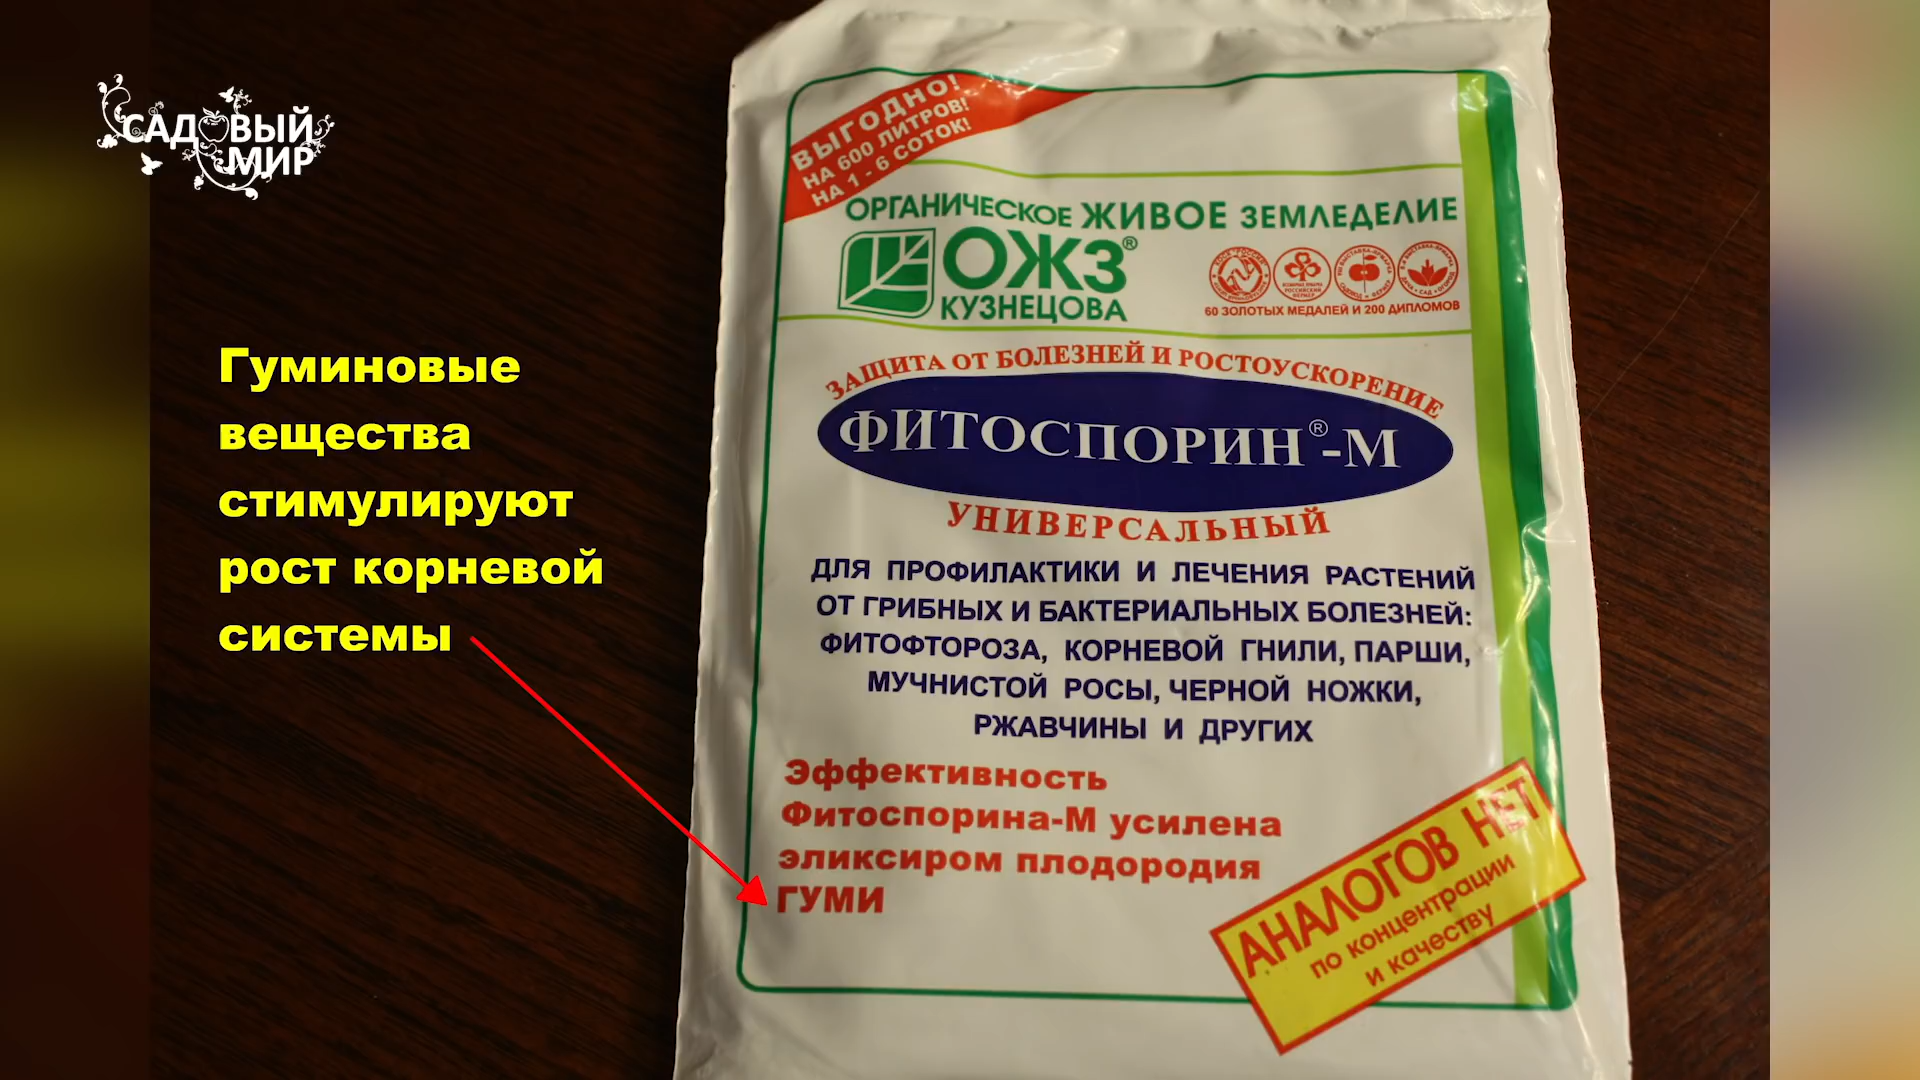 САДОВЫЙ
МИР
Гуминовые
вещества
стимулируют
рост корневой
системы
ВЫГОДНО!
НА 600 ЛИТРОВ!
НА 1 - 6 СОТОК!
ОРГАНИЧЕСКОЕ ЖИВОЕ ЗЕМЛЕДЕЛИЕ
ОЖЗ®
КУЗНЕЦОВА
60 ЗОЛОТЫХ МЕДАЛЕЙ И 200 ДИПЛОМОВ
ЗАЩИТА ОТ БОЛЕЗНЕЙ И РОСТОУСКОРЕНИЕ
ФИТОСПОРИН®-М
УНИВЕРСАЛЬНЫЙ
ДЛЯ ПРОФИЛАКТИКИ И ЛЕЧЕНИЯ РАСТЕНИЙ
ОТ ГРИБНЫХ И БАКТЕРИАЛЬНЫХ БОЛЕЗНЕЙ:
ФИТОФТОРОЗА, КОРНЕВОЙ ГНИЛИ, ПАРШИ,
МУЧНИСТОЙ РОСЫ, ЧЕРНОЙ НОЖКИ,
РЖАВЧИНЫ И ДРУГИХ
Эффективность
Фитоспорина-М усилена
эликсиром плодородия
ГУМИ
АНАЛОГОВ НЕТ
по концентрации
и качеству